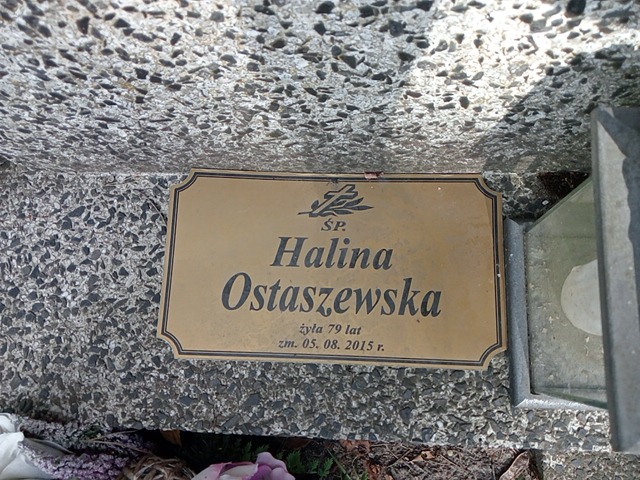 ŚP.
Halina
Ostaszewska
żyła 79 lat
zm. 05. 08. 2015 r.